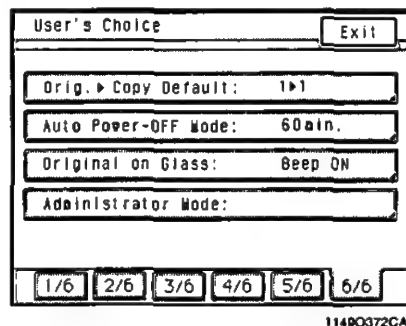 User's Choice
Exit
Orig.▶Copy Default: 1▶1
Auto Power-OFF Mode: 60min.
Original on Glass: Beep ON
Administrator Mode:
1/6 2/6 3/6 4/6 5/6 6/6
1149O372CA